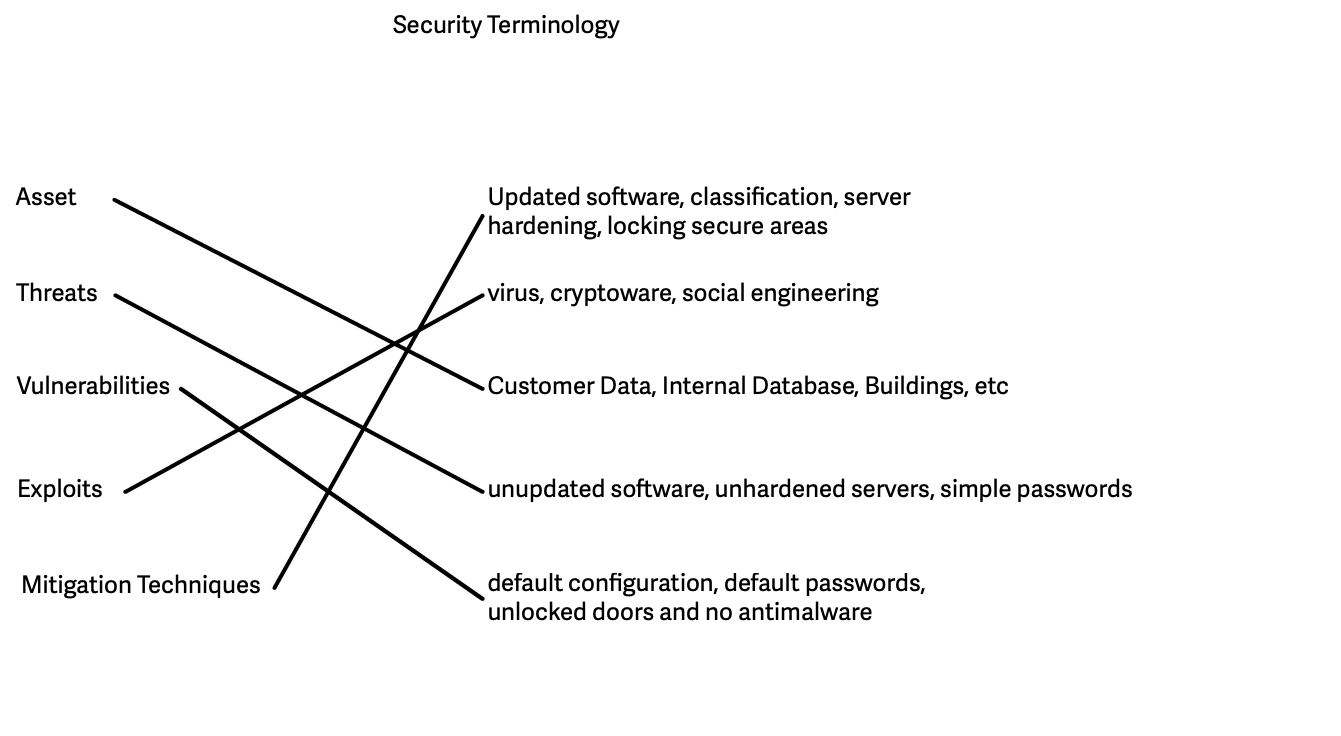 Security Terminology
Asset
Updated software, classification, server
hardening, locking secure areas
Threats
virus, cryptoware, social engineering
Vulnerabilities
Customer Data, Internal Database, Buildings, etc
Exploits
unupdated software, unhardened servers, simple passwords
Mitigation Techniques
default configuration, default passwords,
unlocked doors and no antimalware